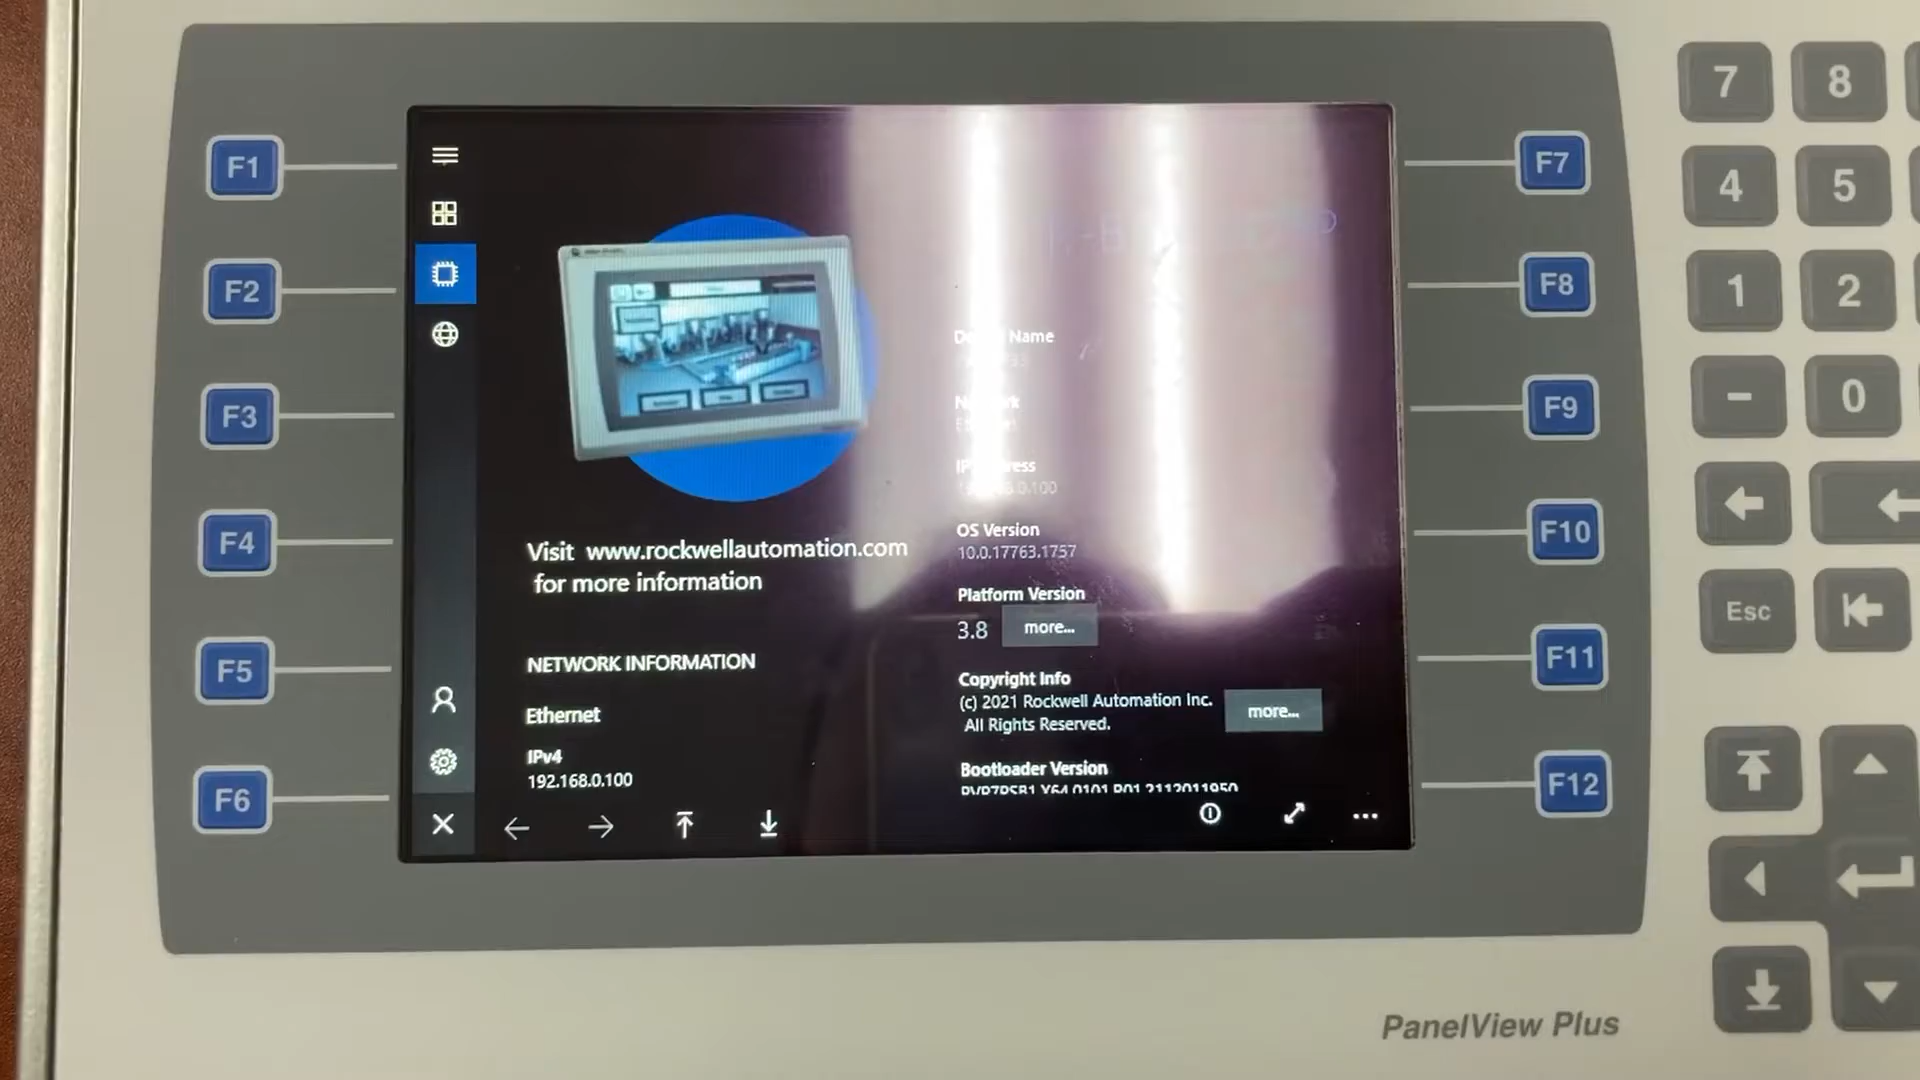 F1
F2
F3
F4
F5
F6
Visit www.rockwellautomation.com
for more information
NETWORK INFORMATION
Ethernet
IPv4
192.168.0.100
Name
OS Version
10.0.17763.1757
Platform Version
3.8 more...
Copyright Info
(c) 2021 Rockwell Automation Inc.
All Rights Reserved.
more...
Bootloader Version
F7
F8
F9
F10
F11
F12
7 8
4 5
1 2
- 0
Esc
PanelView Plus